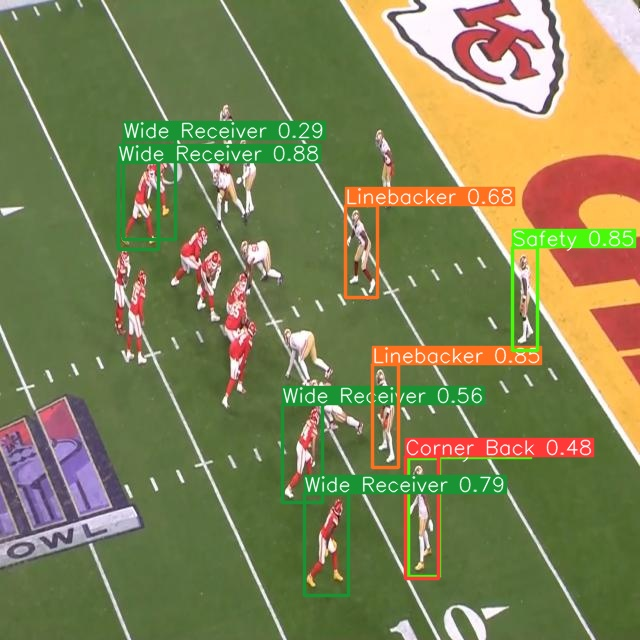 KC
CHI
Wide Receiver 0.29
Wide Receiver 0.88
Linebacker 0.68
Safety 0.85
Linebacker 0.85
Wide Receiver 0.56
Corner Back 0.48
Wide Receiver 0.79
OWL
10